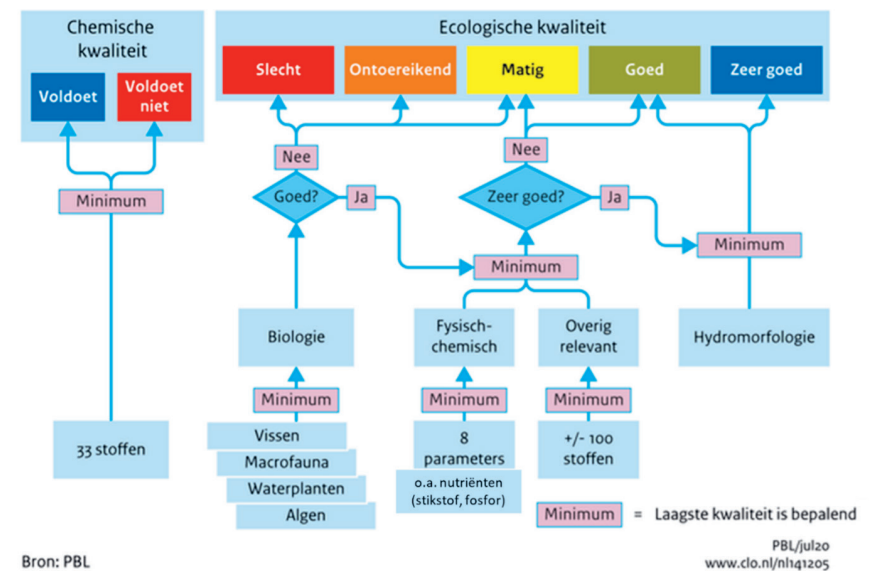 Chemische
kwaliteit
Voldoet
Voldoet
niet
Minimum
33 stoffen
Ecologische kwaliteit
Slecht
Ontoereikend
Matig
Goed
Zeer goed
Nee
Nee
Goed?
Ja
Zeer goed?
Ja
Minimum
Minimum
Biologie
Fysisch-
chemisch
Overig
relevant
Hydromorfologie
Minimum
Minimum
Minimum
Vissen
Macrofauna
Waterplanten
Algen
8
parameters
o.a. nutriënten
(stikstof, fosfor)
+/- 100
stoffen
Minimum = Laagste kwaliteit is bepalend
Bron: PBL
PBL/jul20
www.clo.nl/nl141205